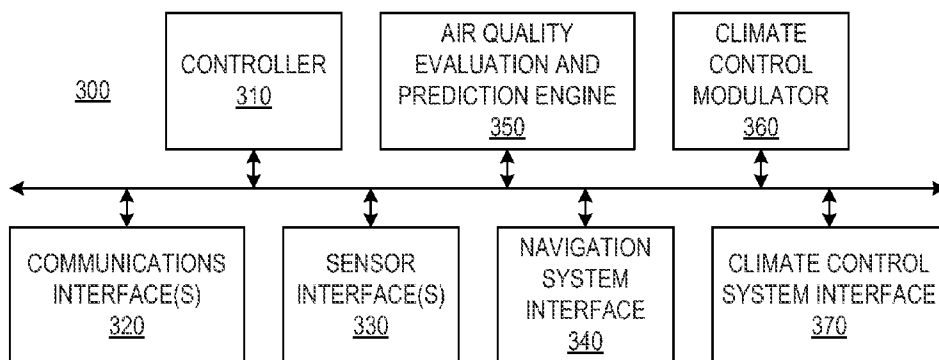 300
CONTROLLER
310
AIR QUALITY
EVALUATION AND
PREDICTION ENGINE
350
CLIMATE
CONTROL
MODULATOR
360
COMMUNICATIONS
INTERFACE(S)
320
SENSOR
INTERFACE(S)
330
NAVIGATION
SYSTEM
INTERFACE
340
CLIMATE CONTROL
SYSTEM INTERFACE
370